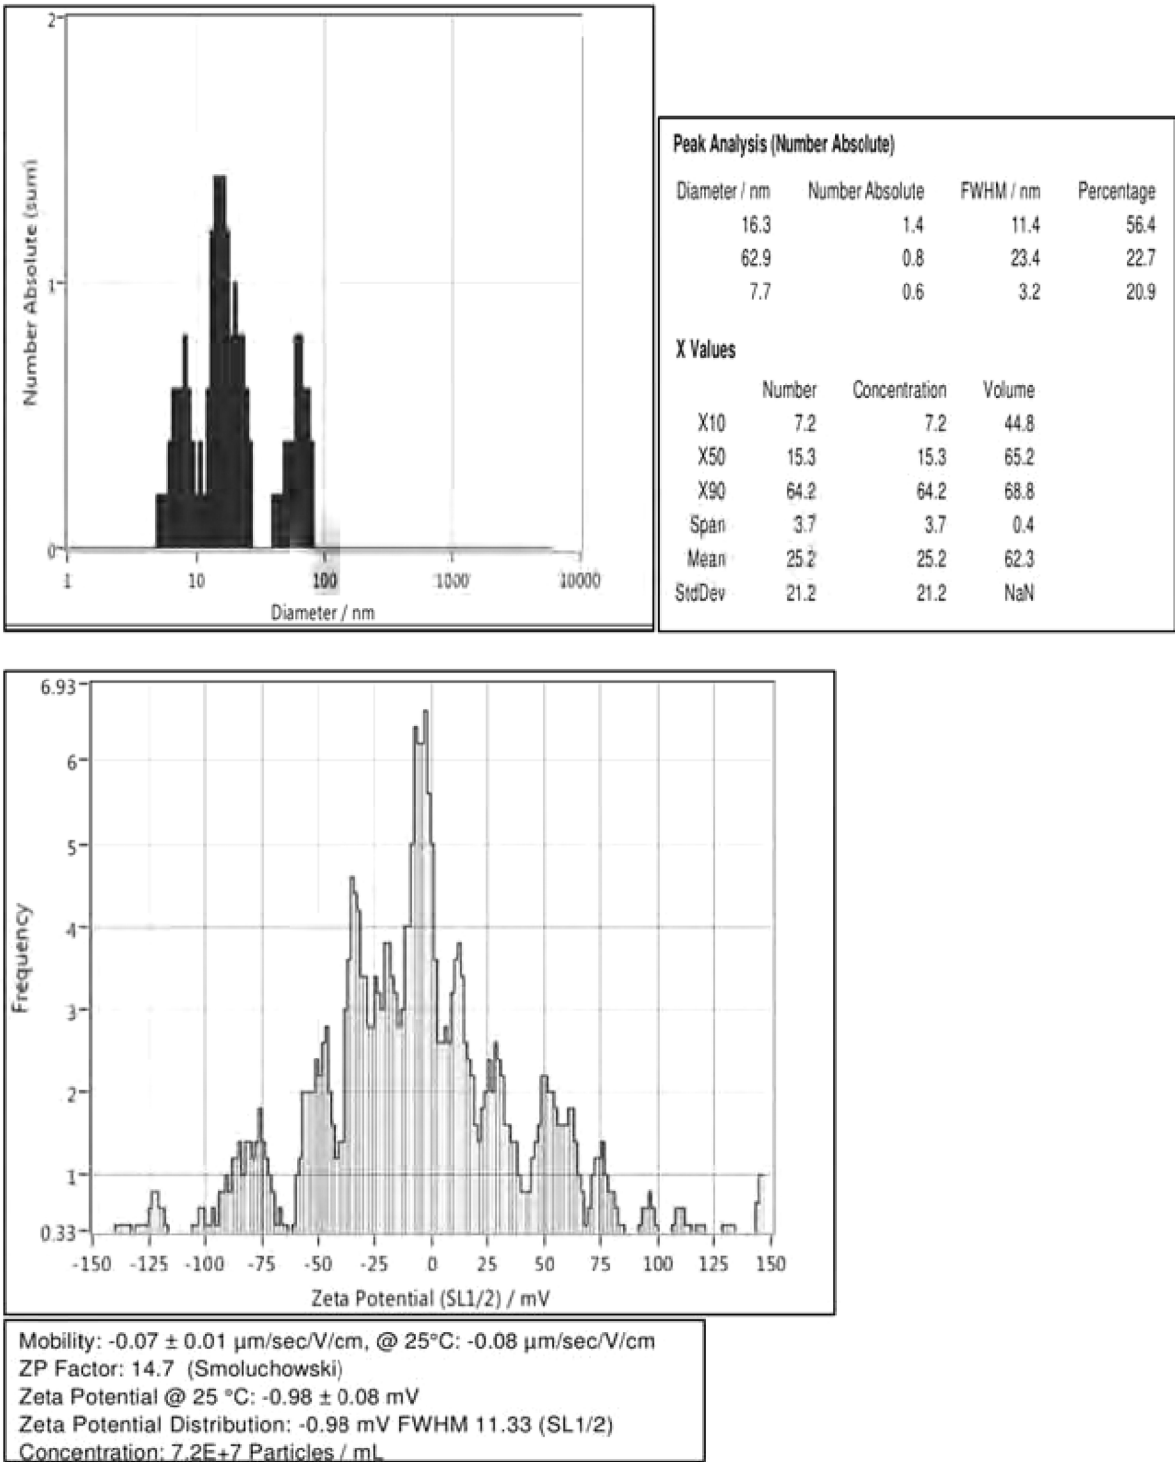 2
1
0
Number Absolute (sum)
1 10 100 1000 10000
Diameter / nm
Peak Analysis (Number Absolute)
Diameter / nm Number Absolute FWHM / nm Percentage
16.3 1.4 11.4 56.4
62.9 0.8 23.4 22.7
7.7 0.6 3.2 20.9
X Values
Number Concentration Volume
X10 7.2 7.2 44.8
X50 15.3 15.3 65.2
X90 64.2 64.2 68.8
Span 3.7 3.7 0.4
Mean 25.2 25.2 62.3
StdDev 21.2 21.2 NaN
6.93
6
5
4
3
2
1
0.33
Frequency
-150 -125 -100 -75 -50 -25 0 25 50 75 100 125 150
Zeta Potential (SL1/2) / mV
Mobility: -0.07 ± 0.01 µm/sec/V/cm, @ 25°C: -0.08 µm/sec/V/cm
ZP Factor: 14.7 (Smoluchowski)
Zeta Potential @ 25 °C: -0.98 ± 0.08 mV
Zeta Potential Distribution: -0.98 mV FWHM 11.33 (SL1/2)
Concentration: 7.2E+7 Particles / mL